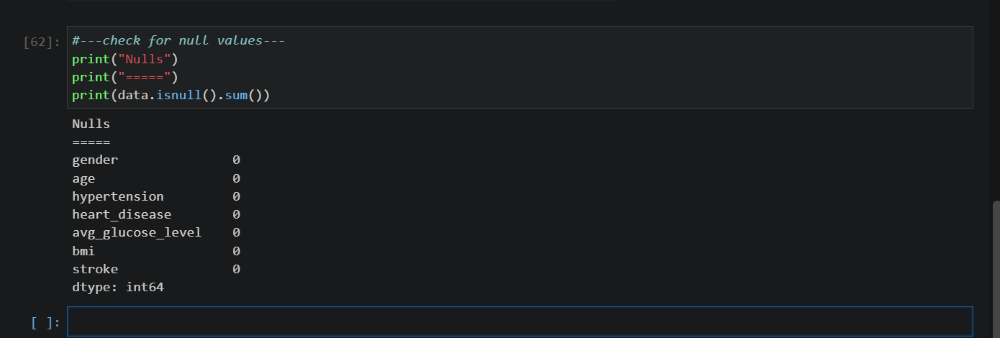 [62]: #---check for null values---
print("Nulls")
print("=====")
print(data.isnull().sum())
Nulls
=====
gender               0
age                  0
hypertension         0
heart_disease        0
avg_glucose_level    0
bmi                  0
stroke               0
dtype: int64
[ ]: